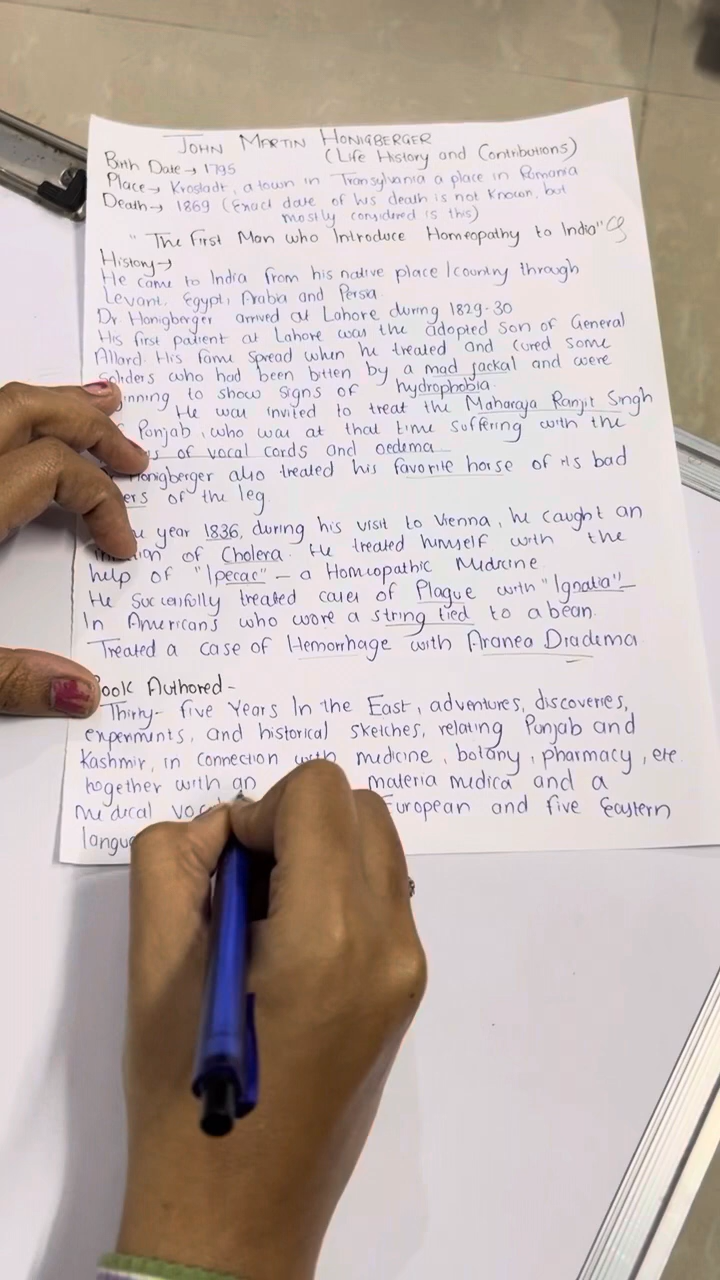 JOHN MARTIN HONIGBERGER
(Life History and Contributions)
Birth Date → 1795
Place → Krostadt, a town in Transylvania a place in Romania
Death → 1869 (Exact date of his death is not known, but
mostly considered is this)
"The First Man who Introduce Homeopathy to India"
History →
He came to India from his native place / country through
Levant, Egypt, Arabia and Persia.
Dr. Honigberger arrived at Lahore during 1829-30
His first patient at Lahore was the adopted son of General
Allard. His fame spread when he treated and cured some
soliders who had been bitten by a mad jackal and were
nning to show signs of hydrophobia.
He was invited to treat the Maharaja Ranjit Singh
Punjab, who was at that time suffering with the
s of vocal cords and oedema
Honigberger also treated his favorite horse of its bad
ers of the leg.
year 1836, during his visit to Vienna, he caught an
tion of Cholera. He treated himself with the
help of "Ipecac" - a Homeopathic Medicine.
He Succesfully treated cases of Plague with "Ignatia"
In American's who wore a string tied to a bean.
Treated a case of Hemorrhage with Aranea Diadema
Book Authored -
Thirty- five Years In the East, adventures, discoveries,
experiments, and historical sketches, relating Punjab and
Kashmir, in connection with medicine, botany, pharmacy, etc.
together with an materia medica and a
medical European and five Eastern
langu